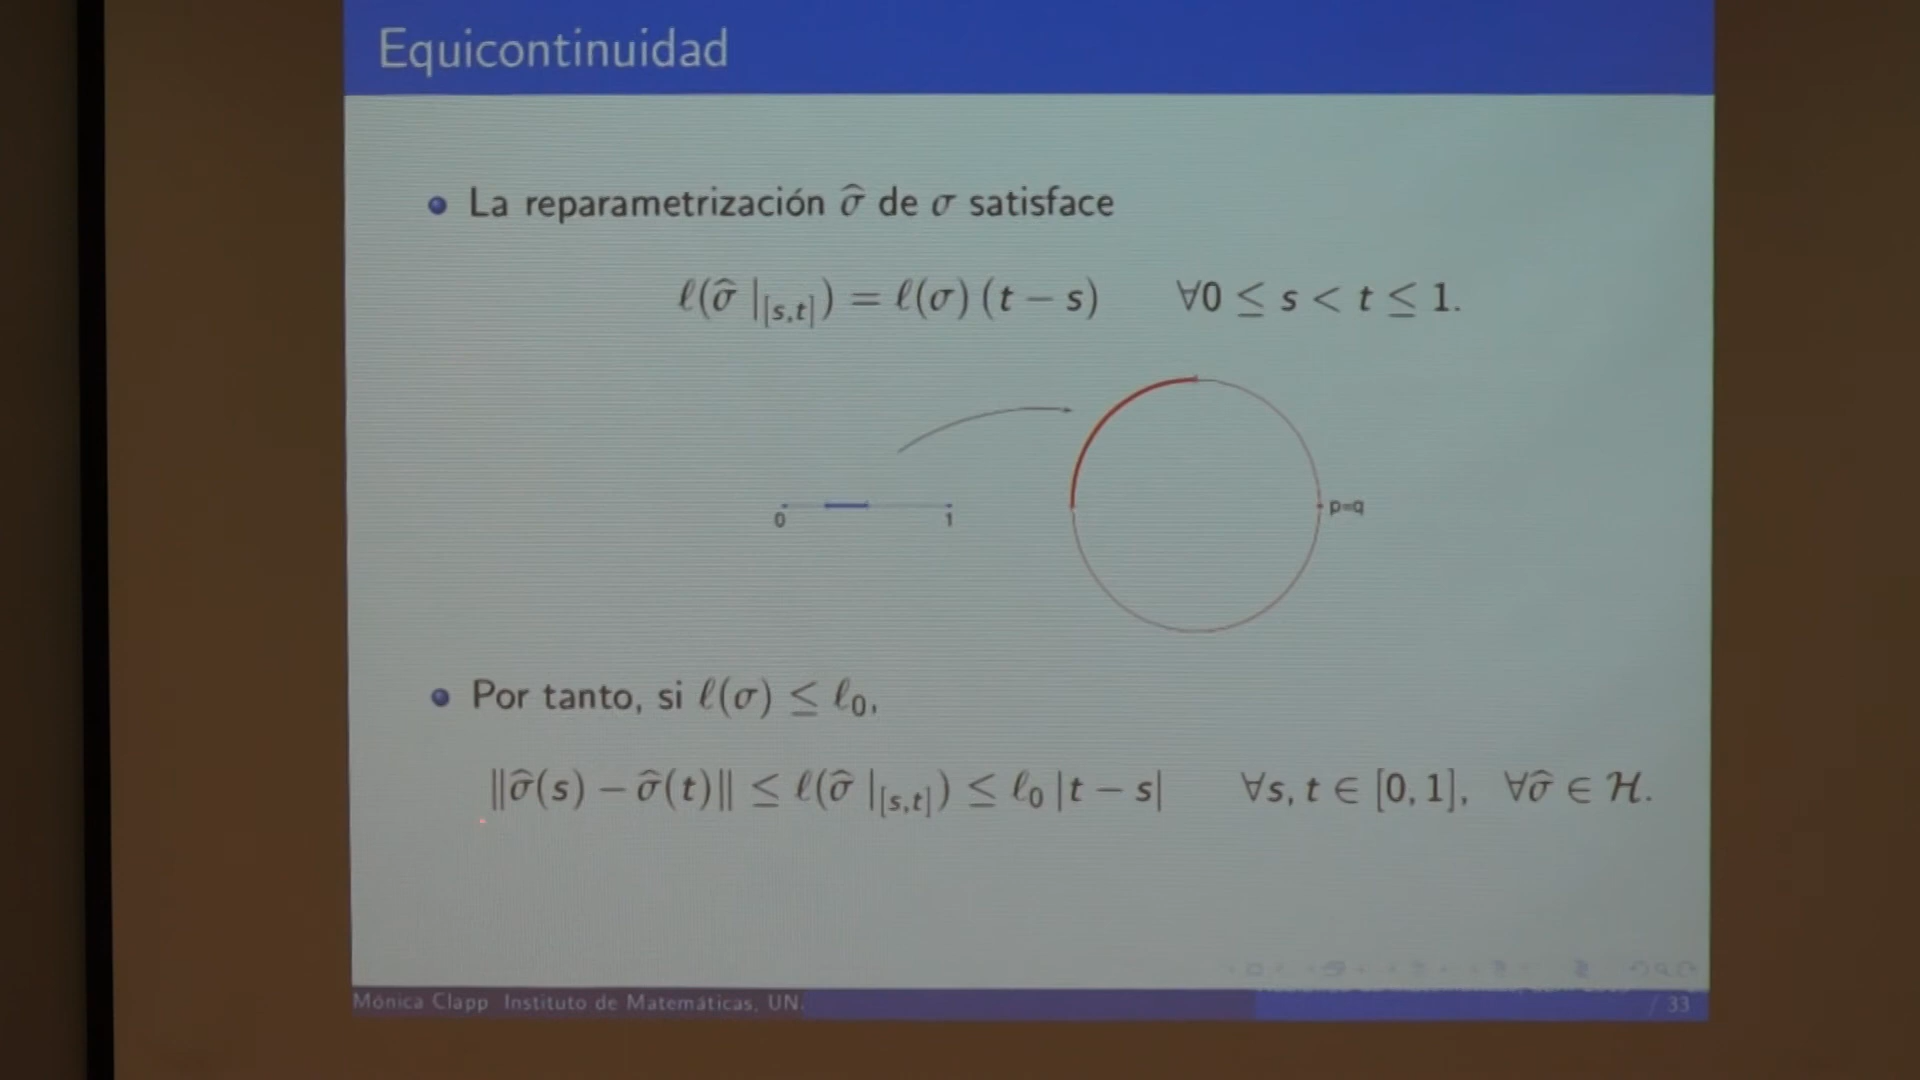 Equicontinuidad
La reparametrización σ̂ de σ satisface
ℓ(σ̂ |[s,t]) = ℓ(σ) (t − s)   ∀0 ≤ s < t ≤ 1.
0 1
p=q
Por tanto, si ℓ(σ) ≤ ℓ₀,
‖σ̂(s) − σ̂(t)‖ ≤ ℓ(σ̂ |[s,t]) ≤ ℓ₀ |t − s|   ∀s, t ∈ [0, 1], ∀σ̂ ∈ ℋ.
Mónica Clapp Instituto de Matemáticas, UN
/ 33